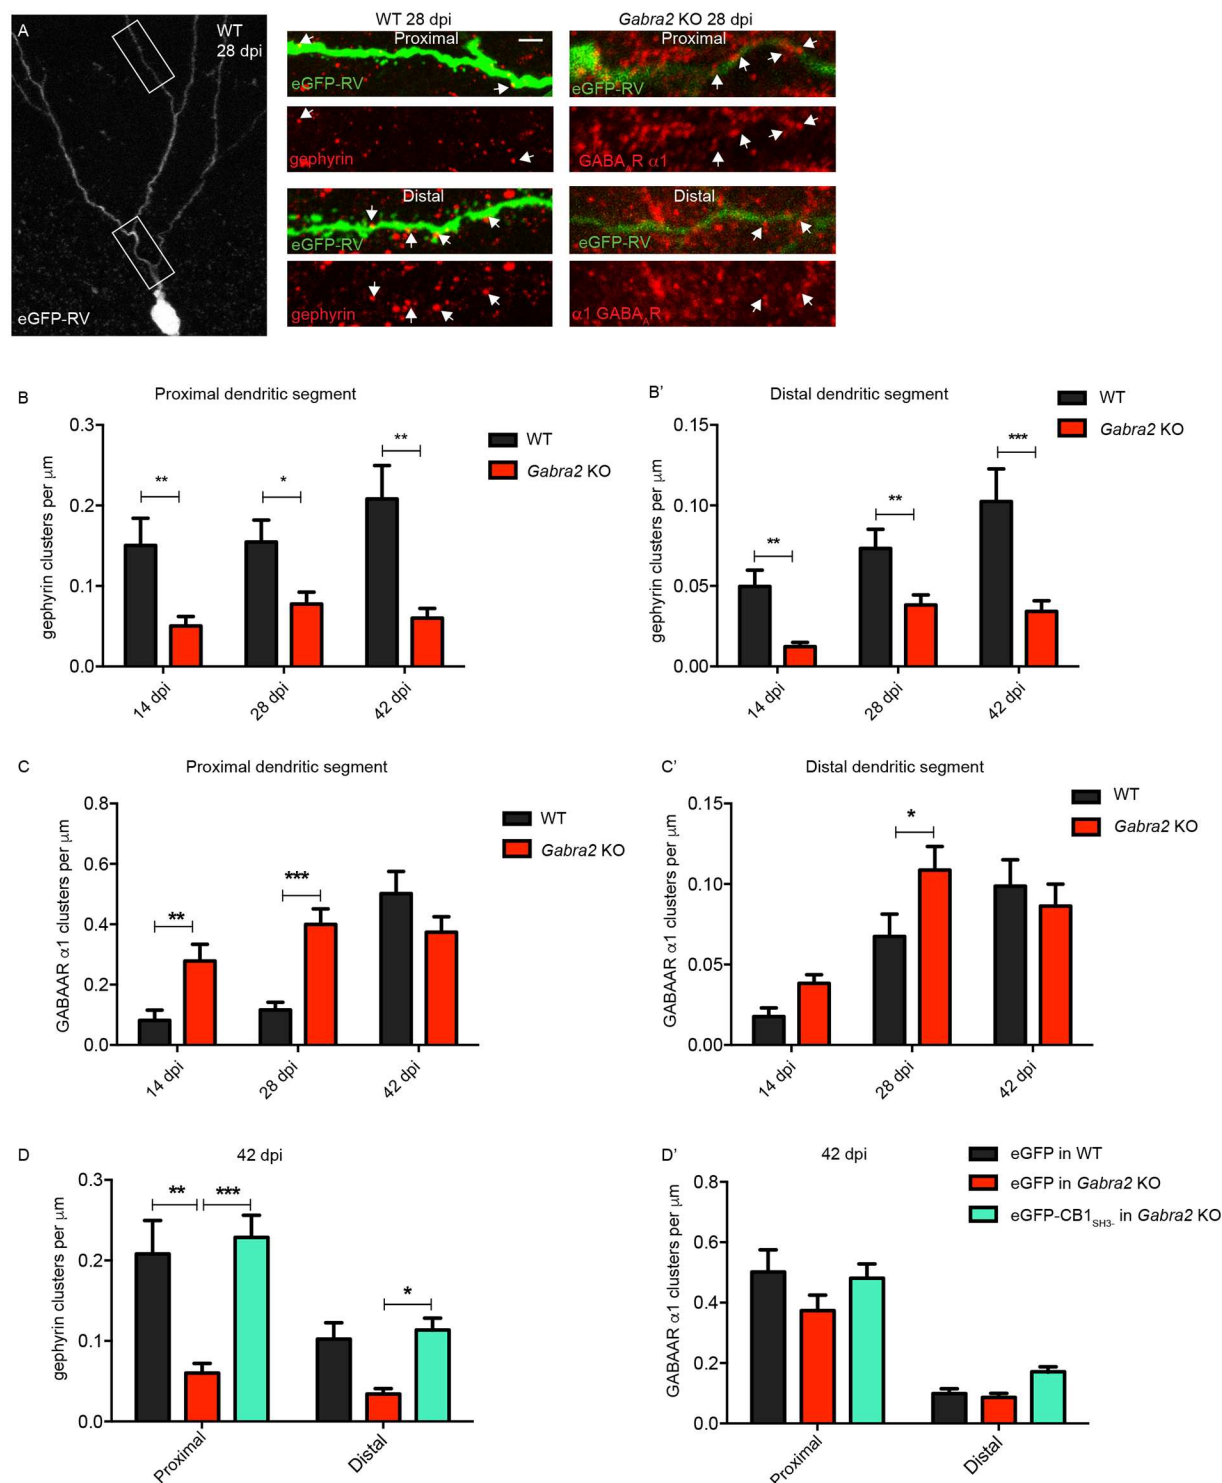 A
WT
28 dpi
eGFP-RV
WT 28 dpi
Proximal
eGFP-RV
gephyrin
Distal
eGFP-RV
gephyrin
Gabra2 KO 28 dpi
Proximal
eGFP-RV
GABA_AR α1
Distal
eGFP-RV
α1 GABA_AR
B
Proximal dendritic segment
gephyrin clusters per μm
0.3
0.2
0.1
0.0
** * **
14 dpi 28 dpi 42 dpi
WT
Gabra2 KO
B'
Distal dendritic segment
gephyrin clusters per μm
0.15
0.10
0.05
0.00
** ** ***
14 dpi 28 dpi 42 dpi
WT
Gabra2 KO
C
Proximal dendritic segment
GABAAR α1 clusters per μm
0.8
0.6
0.4
0.2
0.0
** ***
14 dpi 28 dpi 42 dpi
WT
Gabra2 KO
C'
Distal dendritic segment
GABAAR α1 clusters per μm
0.15
0.10
0.05
0.00
*
14 dpi 28 dpi 42 dpi
WT
Gabra2 KO
D
42 dpi
gephyrin clusters per μm
0.3
0.2
0.1
0.0
** *** *
Proximal Distal
D'
42 dpi
GABAAR α1 clusters per μm
0.8
0.6
0.4
0.2
0.0
Proximal Distal
eGFP in WT
eGFP in Gabra2 KO
eGFP-CB1SH3- in Gabra2 KO